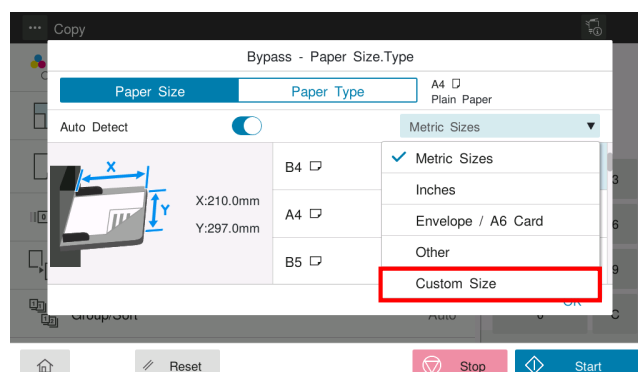 Copy
Bypass - Paper Size.Type
Paper Size
Paper Type
A4
Plain Paper
Auto Detect
Metric Sizes
X
Y
X:210.0mm
Y:297.0mm
B4
A4
B5
Metric Sizes
Inches
Envelope / A6 Card
Other
Custom Size
3
6
9
C
Group/Sort
Auto
Reset
Stop
Start